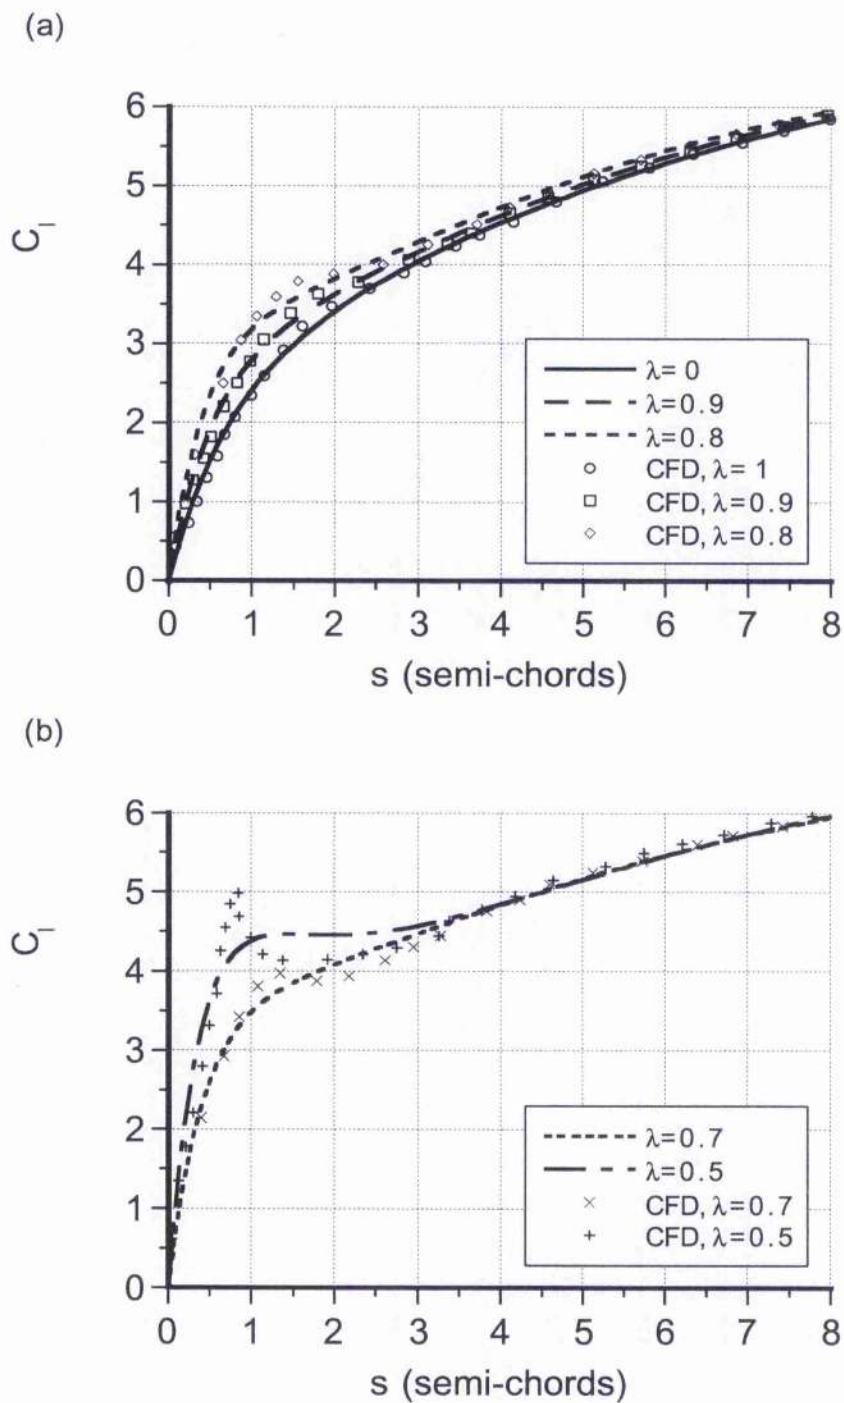 (a)
6
5
4
3
2
1
0
C_l
0 1 2 3 4 5 6 7 8
s (semi-chords)
λ= 0
λ=0.9
λ=0.8
CFD, λ= 1
CFD, λ=0.9
CFD, λ=0.8
(b)
6
5
4
3
2
1
0
C_l
0 1 2 3 4 5 6 7 8
s (semi-chords)
λ=0.7
λ=0.5
CFD, λ=0.7
CFD, λ=0.5